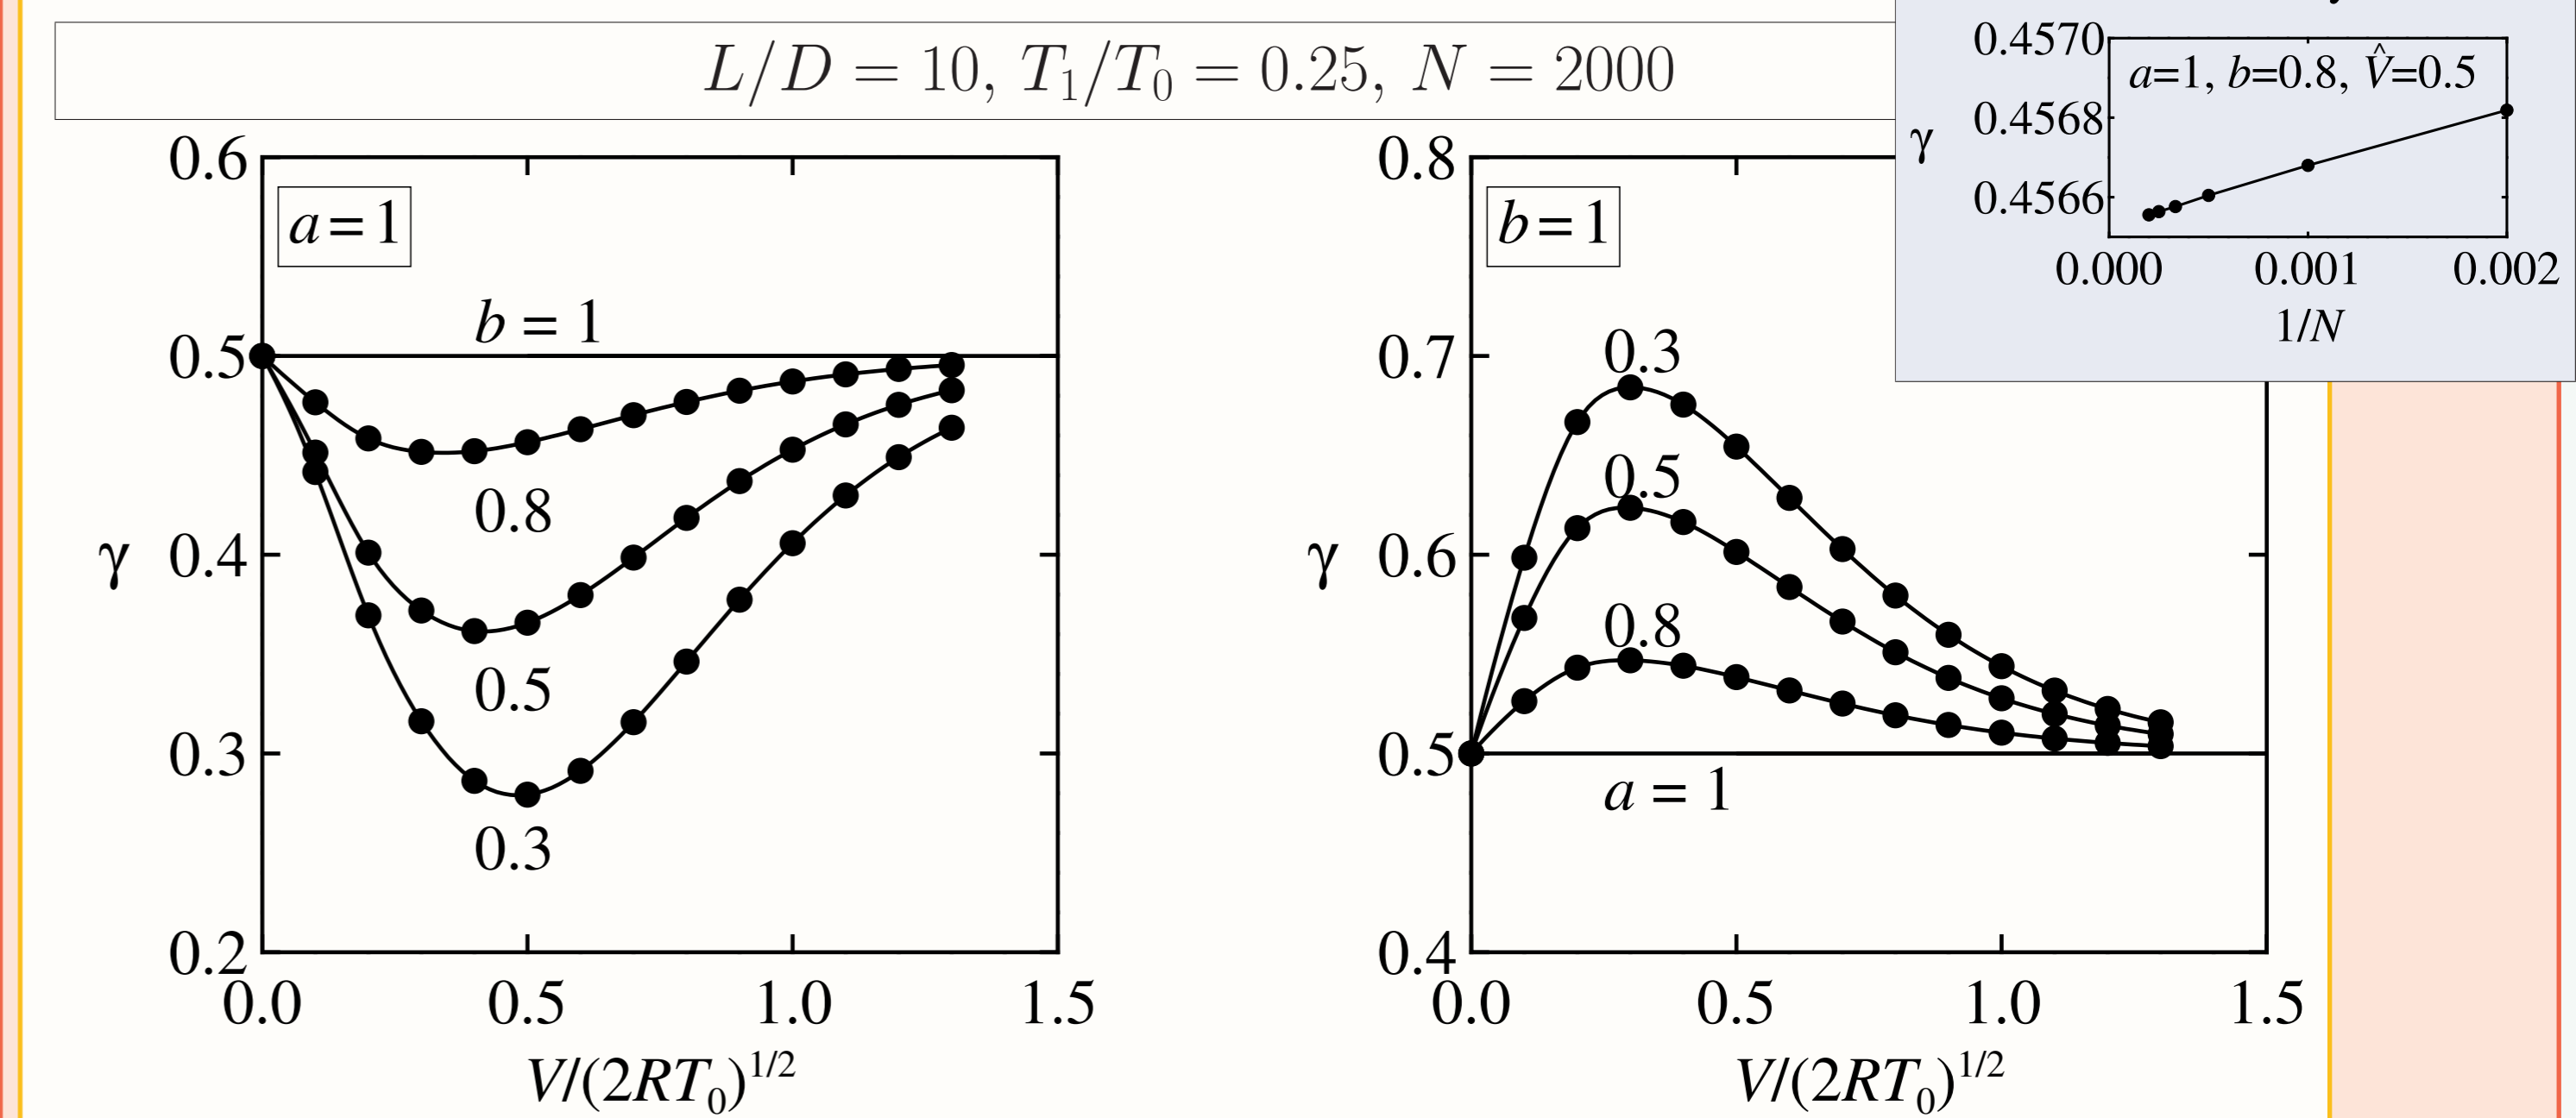 L/D = 10, T₁/T₀ = 0.25, N = 2000
0.6
a=1
b = 1
0.5
0.8
γ
0.4
0.5
0.3
0.3
0.2
0.0 0.5 1.0 1.5
V/(2RT₀)^{1/2}
0.8
b=1
0.3
0.7
0.5
γ
0.6
0.8
0.5
a = 1
0.4
0.0 0.5 1.0 1.5
V/(2RT₀)^{1/2}
0.4570
a=1, b=0.8, V̂=0.5
0.4568
γ
0.4566
0.000 0.001 0.002
1/N